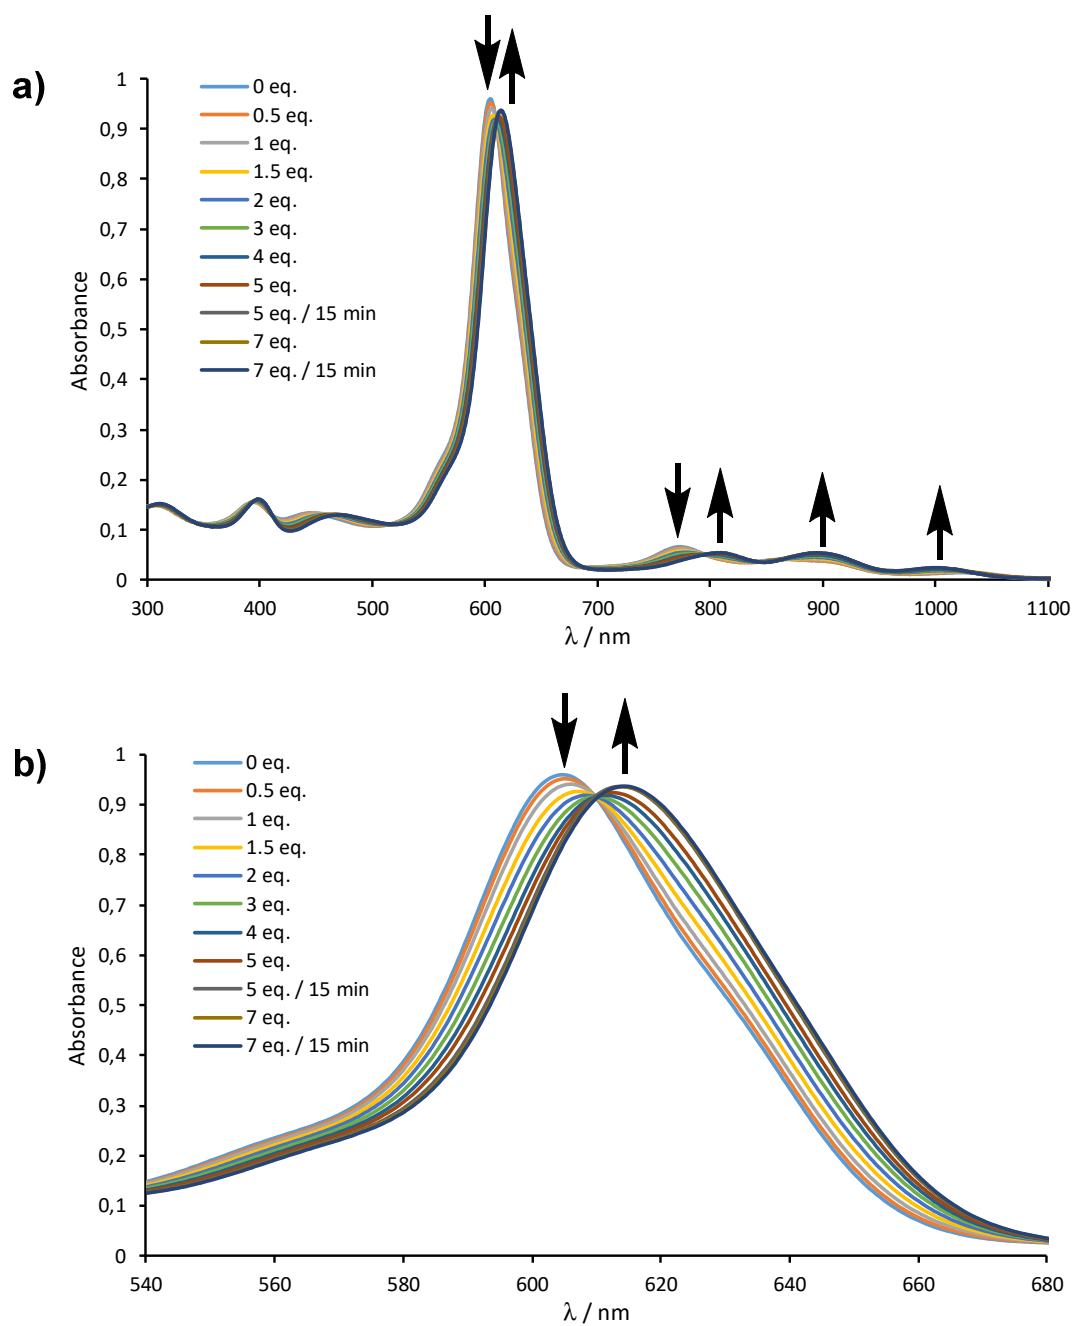 a)
1
0,9
0,8
0,7
0,6
0,5
0,4
0,3
0,2
0,1
0
Absorbance
0 eq.
0.5 eq.
1 eq.
1.5 eq.
2 eq.
3 eq.
4 eq.
5 eq.
5 eq. / 15 min
7 eq.
7 eq. / 15 min
300 400 500 600 700 800 900 1000 1100
λ / nm
b)
1
0,9
0,8
0,7
0,6
0,5
0,4
0,3
0,2
0,1
0
Absorbance
0 eq.
0.5 eq.
1 eq.
1.5 eq.
2 eq.
3 eq.
4 eq.
5 eq.
5 eq. / 15 min
7 eq.
7 eq. / 15 min
540 560 580 600 620 640 660 680
λ / nm